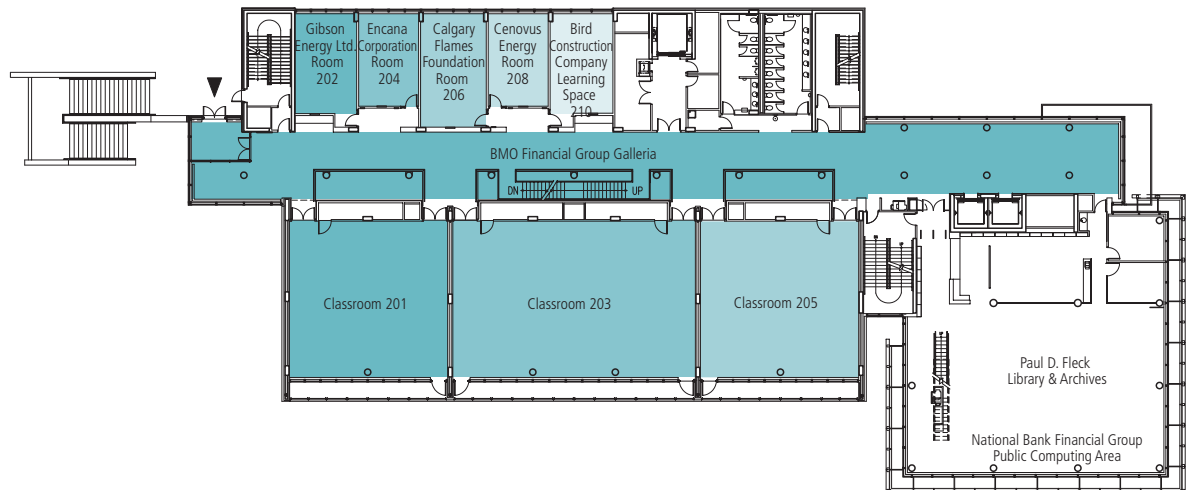 Gibson
Energy Ltd.
Room
202
Encana
Corporation
Room
204
Calgary
Flames
Foundation
Room
206
Cenovus
Energy
Room
208
Bird
Construction
Company
Learning
Space
210
BMO Financial Group Galleria
DN
UP
Classroom 201
Classroom 203
Classroom 205
Paul D. Fleck
Library & Archives
National Bank Financial Group
Public Computing Area